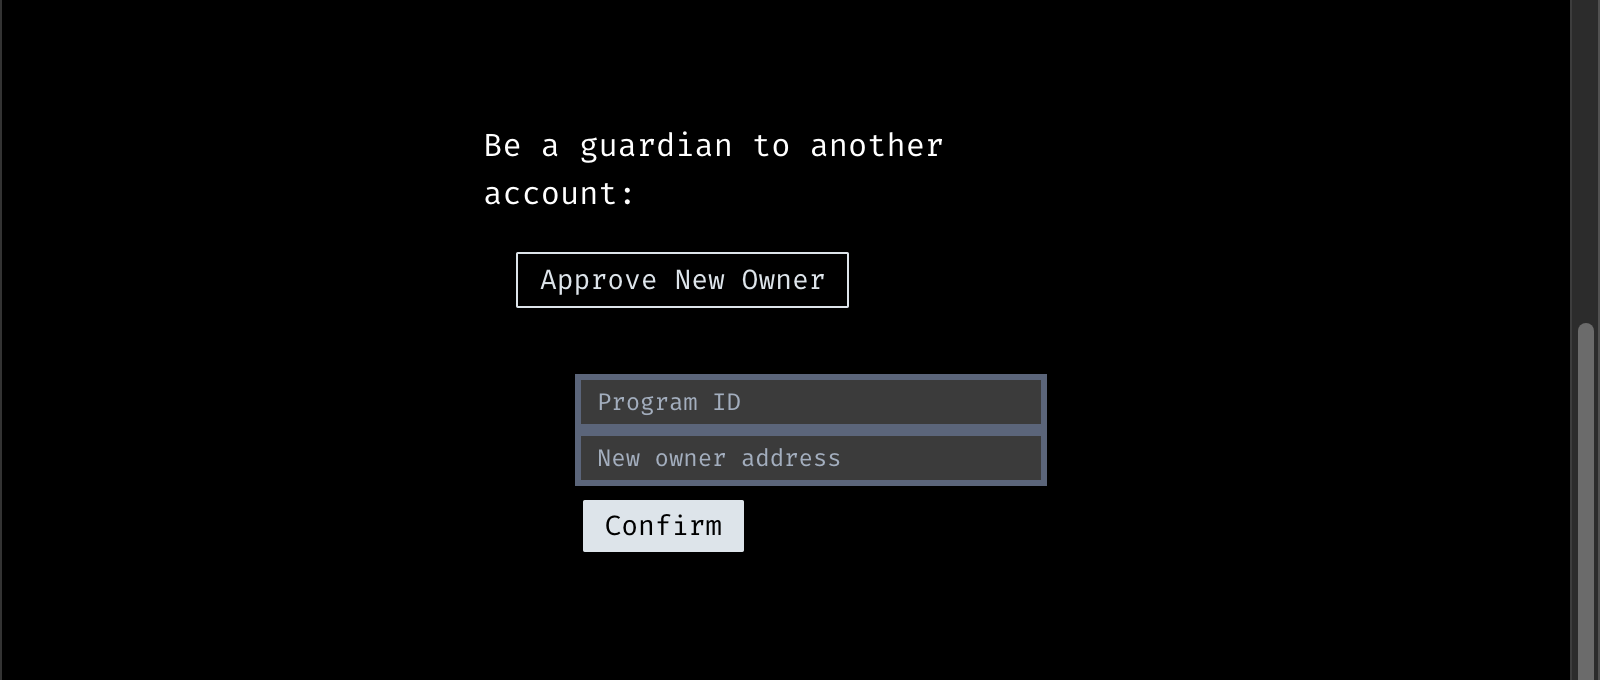 Be a guardian to another
account:
Approve New Owner
Program ID
New owner address
Confirm